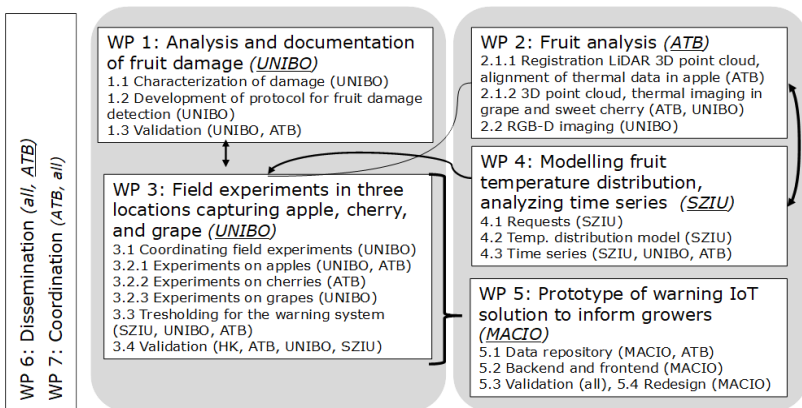 WP 6: Dissemination (all, ATB)
WP 7: Coordination (ATB, all)
WP 1: Analysis and documentation
of fruit damage (UNIBO)
1.1 Characterization of damage (UNIBO)
1.2 Development of protocol for fruit damage
detection (UNIBO)
1.3 Validation (UNIBO, ATB)
WP 3: Field experiments in three
locations capturing apple, cherry,
and grape (UNIBO)
3.1 Coordinating field experiments (UNIBO)
3.2.1 Experiments on apples (UNIBO, ATB)
3.2.2 Experiments on cherries (ATB)
3.2.3 Experiments on grapes (UNIBO)
3.3 Tresholding for the warning system
(SZIU, UNIBO, ATB)
3.4 Validation (HK, ATB, UNIBO, SZIU)
WP 2: Fruit analysis (ATB)
2.1.1 Registration LiDAR 3D point cloud,
alignment of thermal data in apple (ATB)
2.1.2 3D point cloud, thermal imaging in
grape and sweet cherry (ATB, UNIBO)
2.2 RGB-D imaging (UNIBO)
WP 4: Modelling fruit
temperature distribution,
analyzing time series (SZIU)
4.1 Requests (SZIU)
4.2 Temp. distribution model (SZIU)
4.3 Time series (SZIU, UNIBO, ATB)
WP 5: Prototype of warning IoT
solution to inform growers
(MACIO)
5.1 Data repository (MACIO, ATB)
5.2 Backend and frontend (MACIO)
5.3 Validation (all), 5.4 Redesign (MACIO)